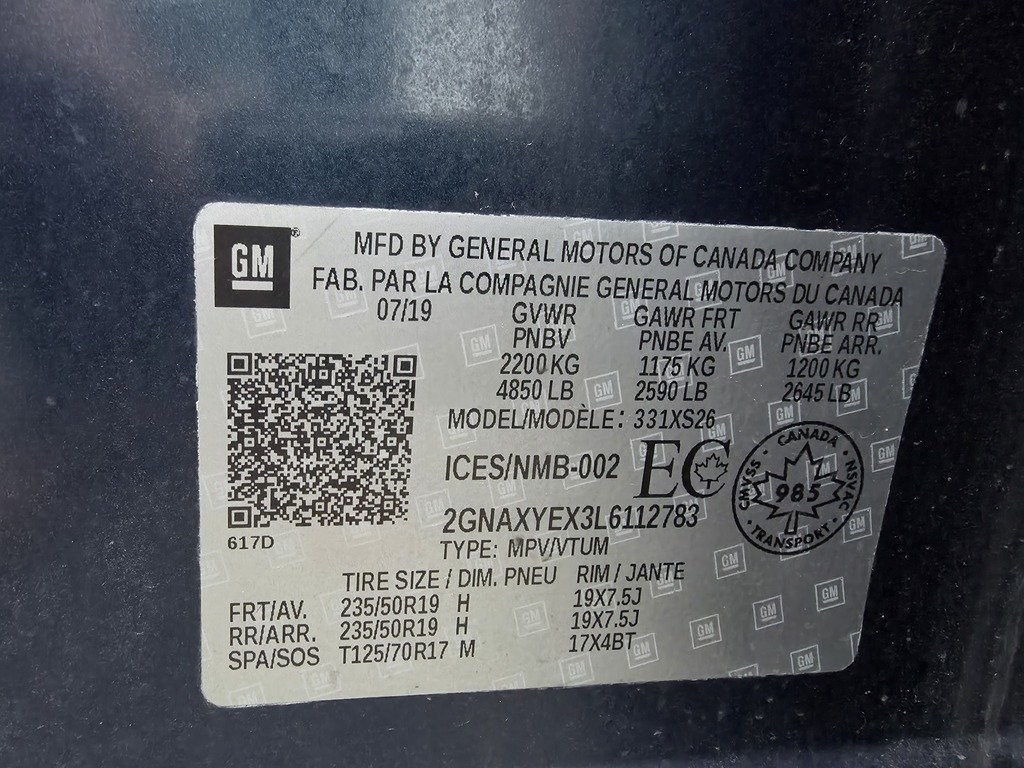 GM
MFD BY GENERAL MOTORS OF CANADA COMPANY
FAB. PAR LA COMPAGNIE GENERAL MOTORS DU CANADA
07/19 GVWR GAWR FRT GAWR RR
PNBV PNBE AV. PNBE ARR.
2200 KG 1175 KG 1200 KG
4850 LB 2590 LB 2645 LB
MODEL/MODÈLE: 331XS26
ICES/NMB-002 EC
CANADA
CMVSS 985 NSVAC
TRANSPORT
2GNAXYEX3L6112783
617D
TYPE: MPV/VTUM
TIRE SIZE / DIM. PNEU RIM / JANTE
FRT/AV. 235/50R19 H 19X7.5J
RR/ARR. 235/50R19 H 19X7.5J
SPA/SOS T125/70R17 M 17X4BT